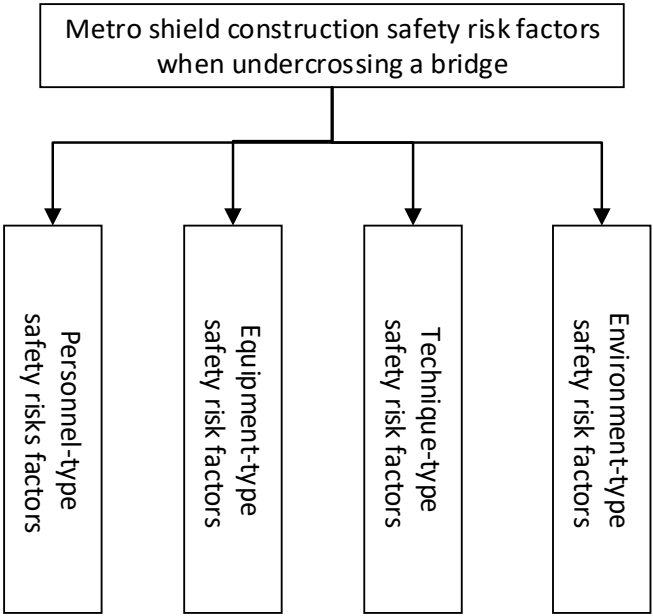 Metro shield construction safety risk factors
when undercrossing a bridge
Personnel-type
safety risks factors
Equipment-type
safety risk factors
Technique-type
safety risk factors
Environment-type
safety risk factors